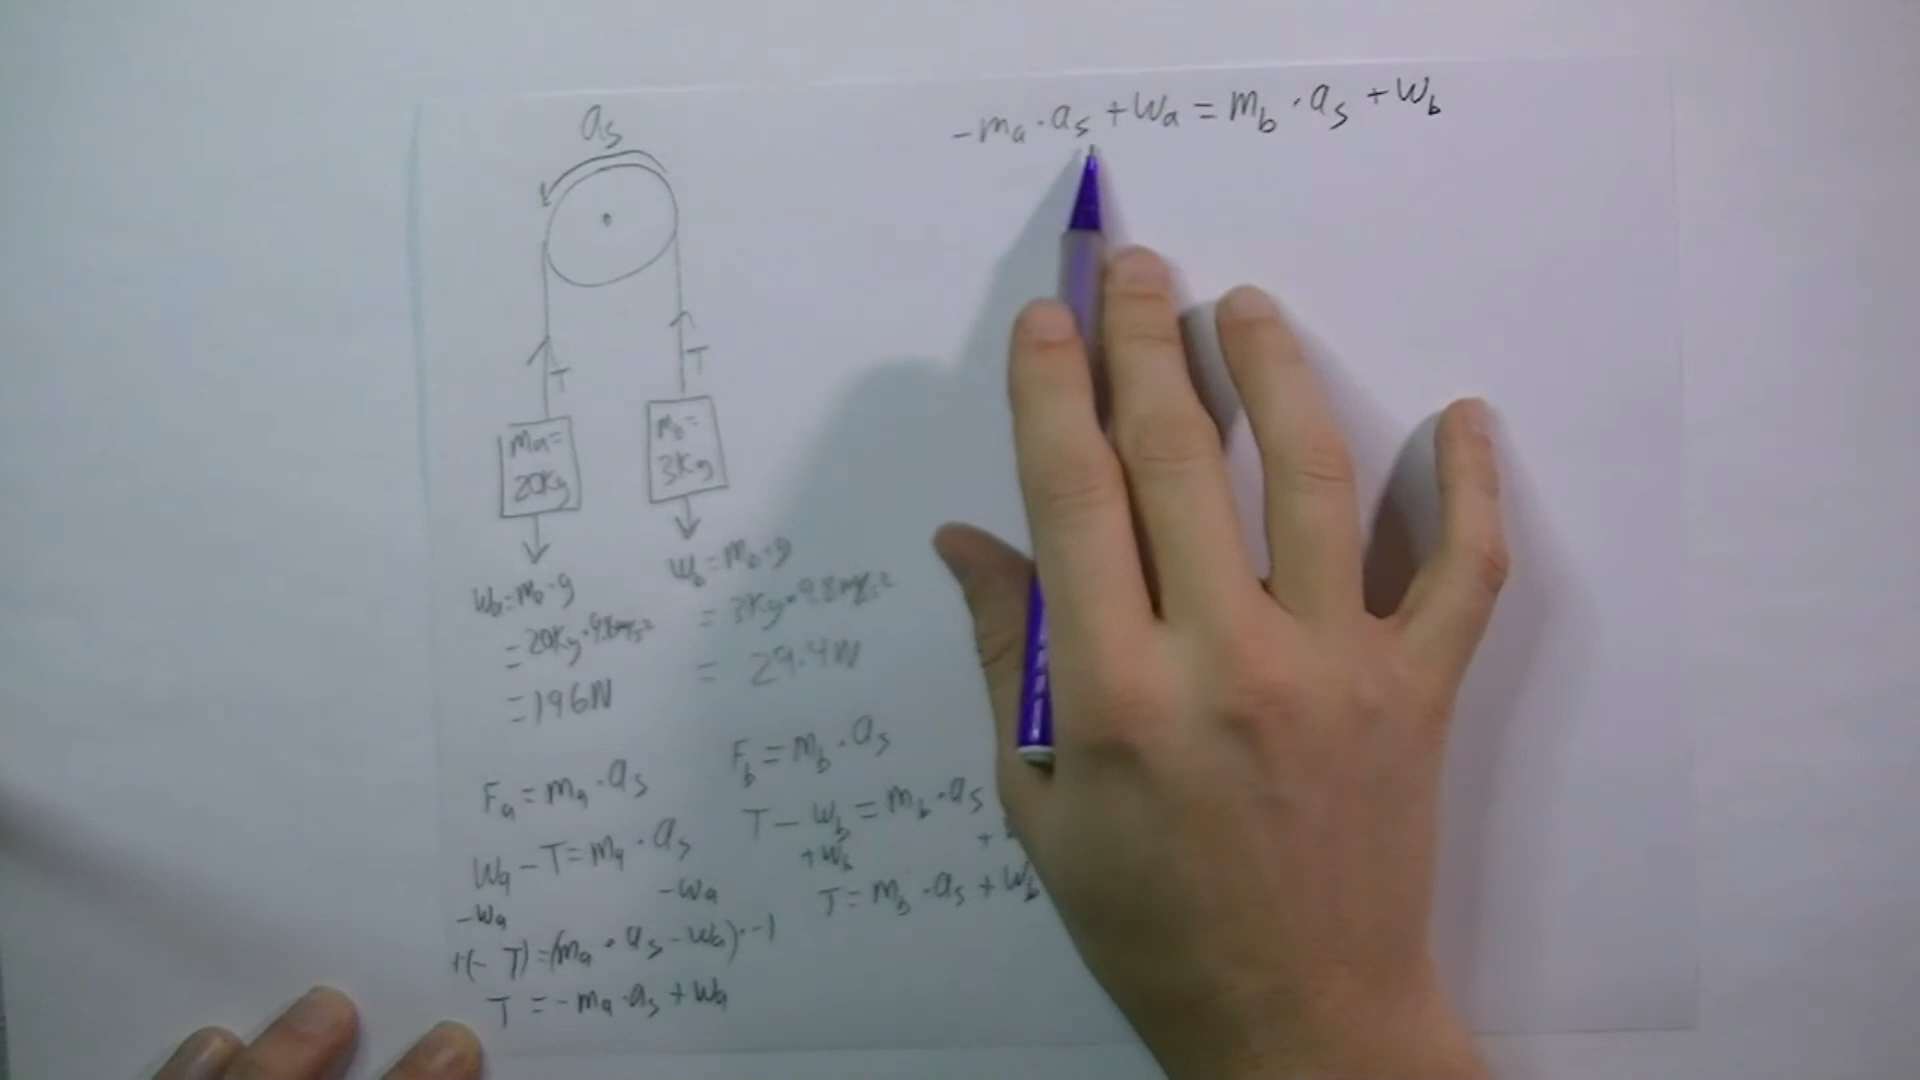 as
-ma · as + Wa = mb · as + Wb
T
T
ma=
20Kg
mb=
3Kg
Wb = mb · g
= 3Kg · 9.8m/s²
= 29.4N
Wa = ma · g
= 20Kg · 9.8m/s²
= 196N
Fa = ma · as
Wa - T = ma · as
-Wa -Wa
+(- T) = (ma · as - Wa) · -1
T = -ma · as + Wa
Fb = mb · as
T - Wb = mb · as
+Wb +
T = mb · as + Wb